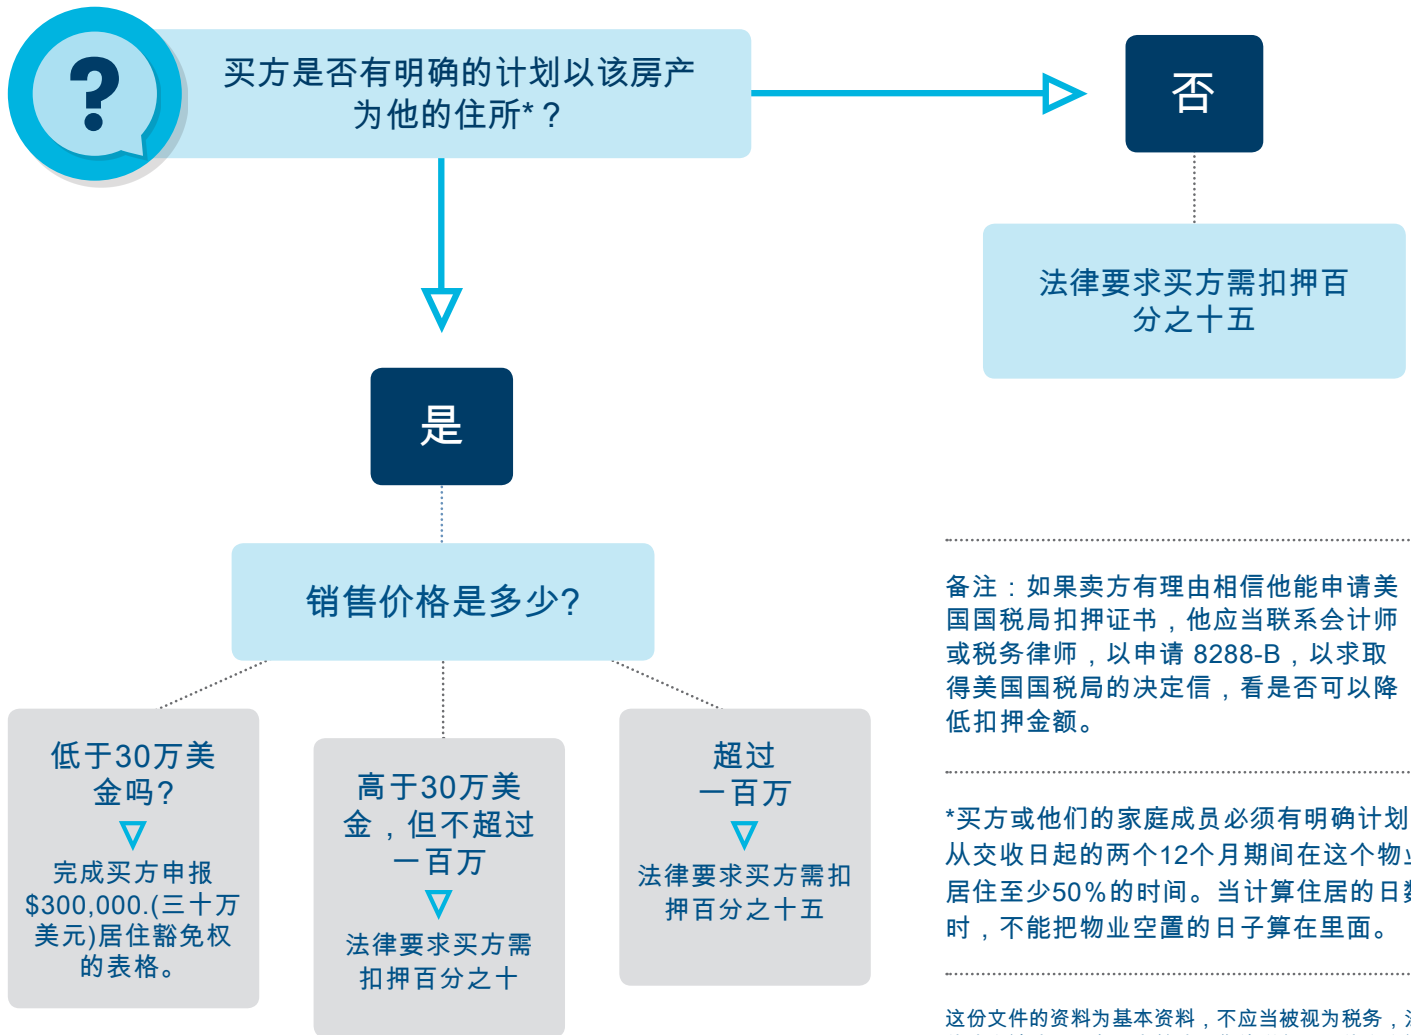 ?
买方是否有明确的计划以该房产
为他的住所*？
否
法律要求买方需扣押百
分之十五
是
销售价格是多少?
低于30万美
金吗?
完成买方申报
$300,000.(三十万
美元)居住豁免权
的表格。
高于30万美
金，但不超过
一百万
法律要求买方需
扣押百分之十
超过
一百万
法律要求买方需扣
押百分之十五
备注：如果卖方有理由相信他能申请美
国国税局扣押证书，他应当联系会计师
或税务律师，以申请 8288-B，以求取
得美国国税局的决定信，看是否可以降
低扣押金额。
*买方或他们的家庭成员必须有明确计划
从交收日起的两个12个月期间在这个物业
居住至少50%的时间。当计算住居的日数
时，不能把物业空置的日子算在里面。
这份文件的资料为基本资料，不应当被视为税务，